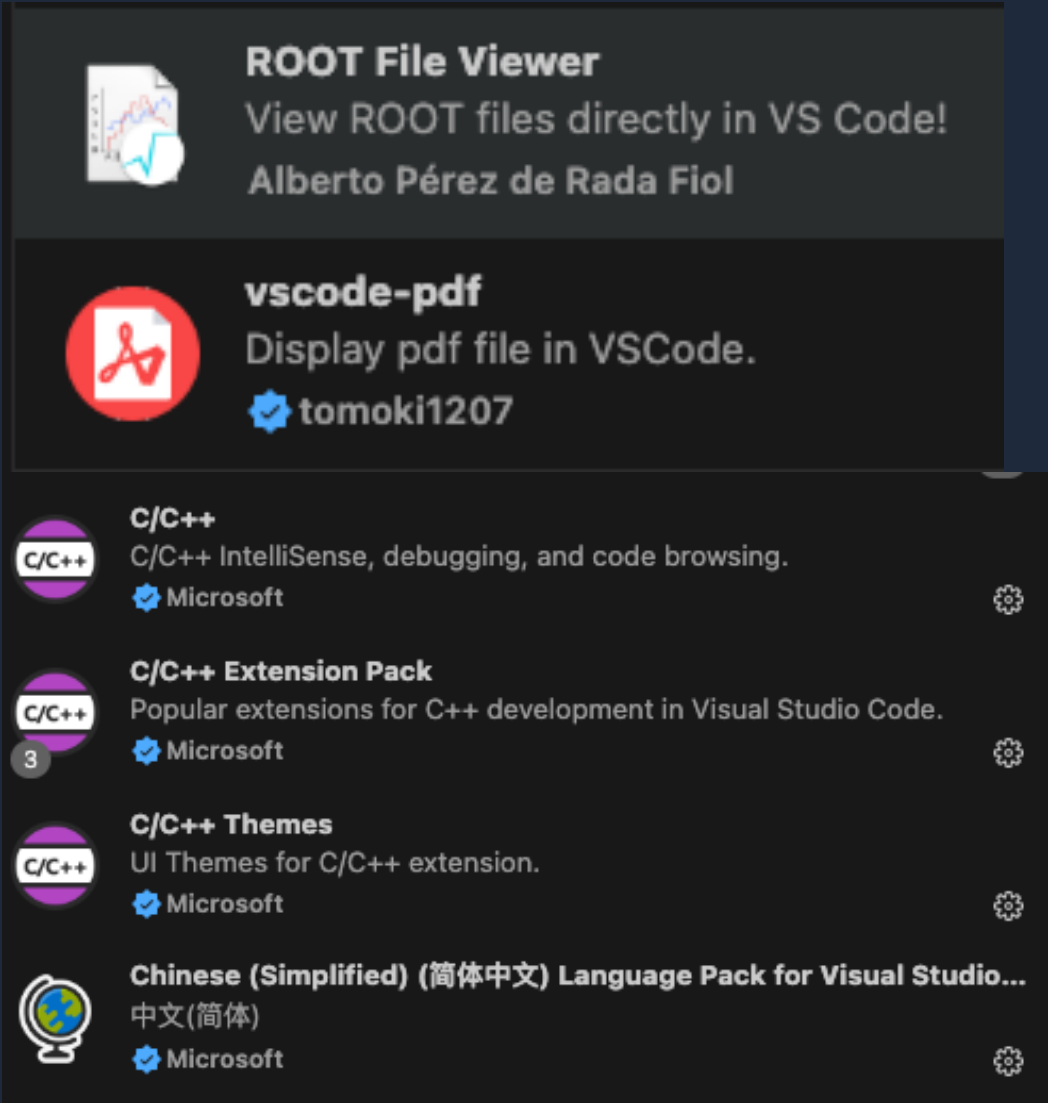 ROOT File Viewer
View ROOT files directly in VS Code!
Alberto Pérez de Rada Fiol
vscode-pdf
Display pdf file in VSCode.
tomoki1207
C/C++
C/C++
C/C++ IntelliSense, debugging, and code browsing.
Microsoft
C/C++ Extension Pack
C/C++
Popular extensions for C++ development in Visual Studio Code.
3
Microsoft
C/C++ Themes
C/C++
UI Themes for C/C++ extension.
Microsoft
Chinese (Simplified) (简体中文) Language Pack for Visual Studio...
中文(简体)
Microsoft